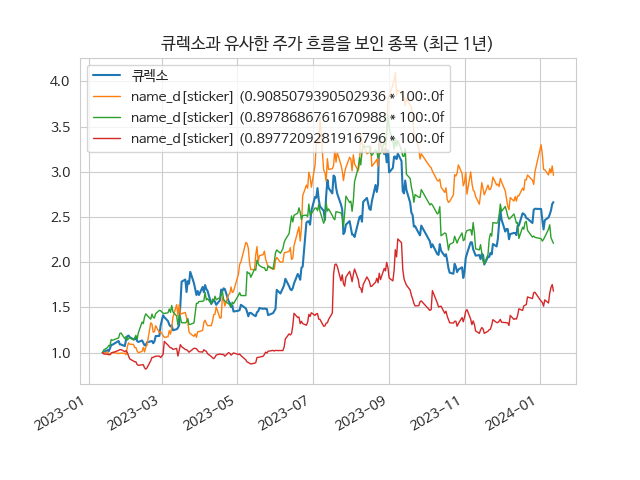 큐렉소과 유사한 주가 흐름을 보인 종목 (최근 1년)
큐렉소
name_d[sticker] (0.9085079390502936 * 100:.0f
name_d[sticker] (0.8978686761670988 * 100:.0f
name_d[sticker] (0.8977209281916796 * 100:.0f
4.0
3.5
3.0
2.5
2.0
1.5
1.0
2023-01
2023-03
2023-05
2023-07
2023-09
2023-11
2024-01